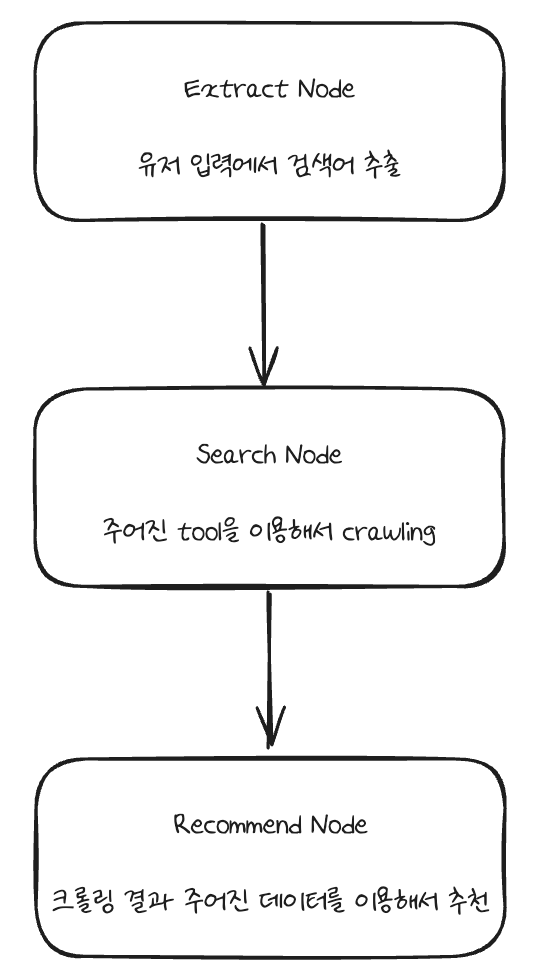 Extract Node
유저 입력에서 검색어 추출
Search Node
주어진 tool을 이용해서 crawling
Recommend Node
크롤링 결과 주어진 데이터를 이용해서 추천